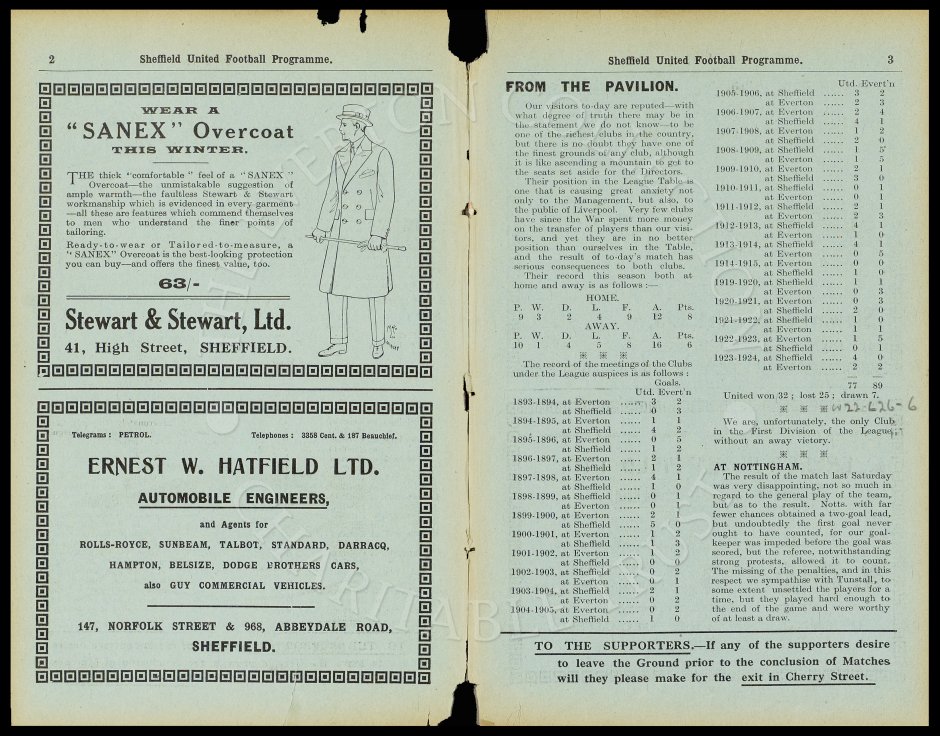 2
Sheffield United Football Programme.
WEAR A
"SANEX" Overcoat
THIS WINTER.
THE thick "comfortable" feel of a "SANEX"
Overcoat—the unmistakable suggestion of
ample warmth—the faultless Stewart & Stewart
workmanship which is evidenced in every garment
—all these are features which commend themselves
to men who understand the finer points of
tailoring.
Ready-to-wear or Tailored-to-measure, a
"SANEX" Overcoat is the best-looking protection
you can buy—and offers the finest value, too.
63/-
Stewart & Stewart, Ltd.
41, High Street, SHEFFIELD.
Telegrams: PETROL. Telephones: 3358 Cent. & 187 Beauchief.
ERNEST W. HATFIELD LTD.
AUTOMOBILE ENGINEERS,
and Agents for
ROLLS-ROYCE, SUNBEAM, TALBOT, STANDARD, DARRACQ,
HAMPTON, BELSIZE, DODGE BROTHERS CARS,
also GUY COMMERCIAL VEHICLES.
147, NORFOLK STREET & 968, ABBEYDALE ROAD,
SHEFFIELD.
Sheffield United Football Programme.
3
FROM THE PAVILION.
Our visitors to-day are reputed—with
what degree of truth there may be in
the statement we do not know—to be
one of the richest clubs in the country,
but there is no doubt they have one of
the finest grounds of any club, although
it is like ascending a mountain to get to
the seats set aside for the Directors.
Their position in the League Table is
one that is causing great anxiety not
only to the Management, but also, to
the public of Liverpool. Very few clubs
have since the War spent more money
on the transfer of players than our visi-
tors, and yet they are in no better
position than ourselves in the Table,
and the result of to-day's match has
serious consequences to both clubs.
Their record this season both at
home and away is as follows:—
HOME.
P. W. D. L. F. A. Pts.
9 3 2 4 9 12 8
AWAY.
P. W. D. L. F. A. Pts.
10 1 4 5 8 16 6
The record of the meetings of the Clubs
under the League auspices is as follows:
Goals.
Utd. Evert'n
1893-1894, at Everton ...... 3 2
at Sheffield ...... 0 3
1894-1895, at Everton ...... 1 1
at Sheffield ...... 4 2
1895-1896, at Everton ...... 0 5
at Sheffield ...... 1 2
1896-1897, at Everton ...... 2 1
at Sheffield ...... 1 2
1897-1898, at Everton ...... 4 1
at Sheffield ...... 1 0
1898-1899, at Everton ...... 0 1
at Sheffield ...... 0 1
1899-1900, at Everton ...... 2 1
at Sheffield ...... 5 0
1900-1901, at Everton ...... 1 2
at Sheffield ...... 1 3
1901-1902, at Everton ...... 1 2
at Sheffield ...... 0 0
1902-1903, at Sheffield ...... 0 2
at Everton ...... 0 1
1903-1904, at Sheffield ...... 2 1
at Everton ...... 0 2
1904-1905, at Everton ...... 0 2
at Sheffield ...... 1 0
Utd. Evert'n
1905-1906, at Sheffield ...... 3 2
at Everton ...... 2 3
1906-1907, at Everton ...... 2 4
at Sheffield ...... 4 1
1907-1908, at Everton ...... 1 2
at Sheffield ...... 2 0
1908-1909, at Sheffield ...... 1 5
at Everton ...... 1 5
1909-1910, at Everton ...... 2 1
at Sheffield ...... 3 0
1910-1911, at Sheffield ...... 0 1
at Everton ...... 0 1
1911-1912, at Sheffield ...... 2 1
at Everton ...... 2 3
1912-1913, at Sheffield ...... 4 1
at Everton ...... 1 0
1913-1914, at Sheffield ...... 4 1
at Everton ...... 0 5
1914-1915, at Everton ...... 0 0
at Sheffield ...... 1 0
1919-1920, at Sheffield ...... 1 1
at Everton ...... 0 3
1920-1921, at Everton ...... 0 3
at Sheffield ...... 2 0
1921-1922, at Sheffield ...... 1 0
at Everton ...... 1 1
1922-1923, at Everton ...... 1 5
at Sheffield ...... 0 1
1923-1924, at Sheffield ...... 4 0
at Everton ...... 2 2
77 89
United won 32; lost 25; drawn 7.
W22-626-6
We are, unfortunately, the only Club
in the First Division of the League
without an away victory.
AT NOTTINGHAM.
The result of the match last Saturday
was very disappointing, not so much in
regard to the general play of the team,
but as to the result. Notts. with far
fewer chances obtained a two-goal lead,
but undoubtedly the first goal never
ought to have counted, for our goal-
keeper was impeded before the goal was
scored, but the referee, notwithstanding
strong protests, allowed it to count.
The missing of the penalties, and in this
respect we sympathise with Tunstall, to
some extent unsettled the players for a
time, but they played hard enough to
the end of the game and were worthy
of at least a draw.
TO THE SUPPORTERS.—If any of the supporters desire
to leave the Ground prior to the conclusion of Matches
will they please make for the exit in Cherry Street.